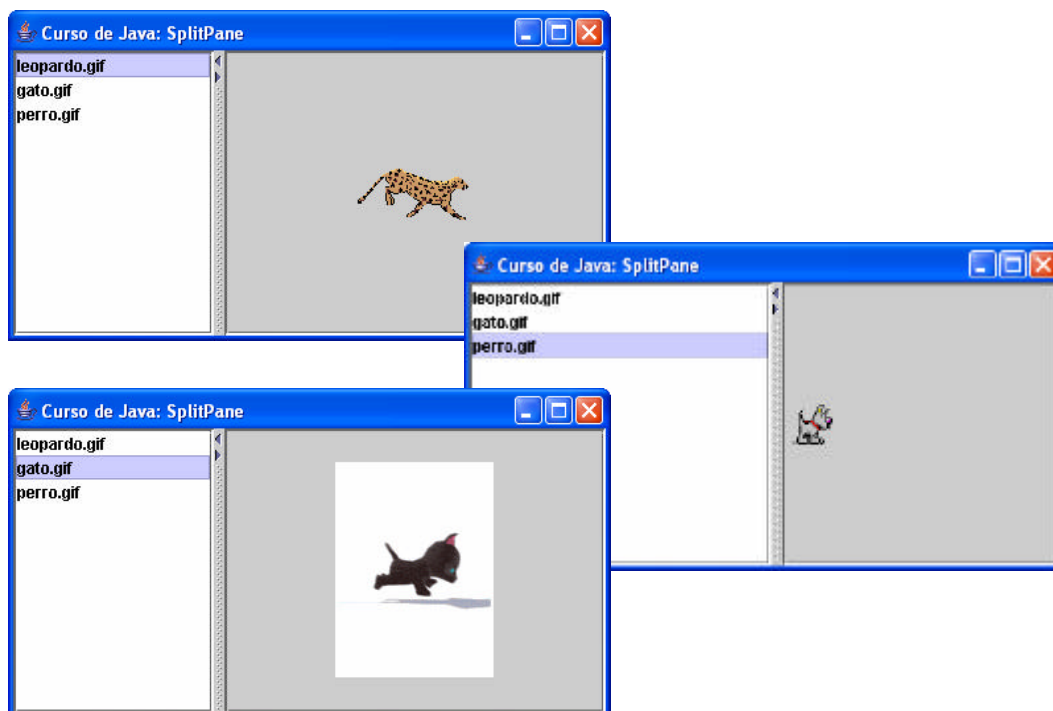 Curso de Java: SplitPane
leopardo.gif
gato.gif
perro.gif
Curso de Java: SplitPane
leopardo.gif
gato.gif
perro.gif
Curso de Java: SplitPane
leopardo.gif
gato.gif
perro.gif